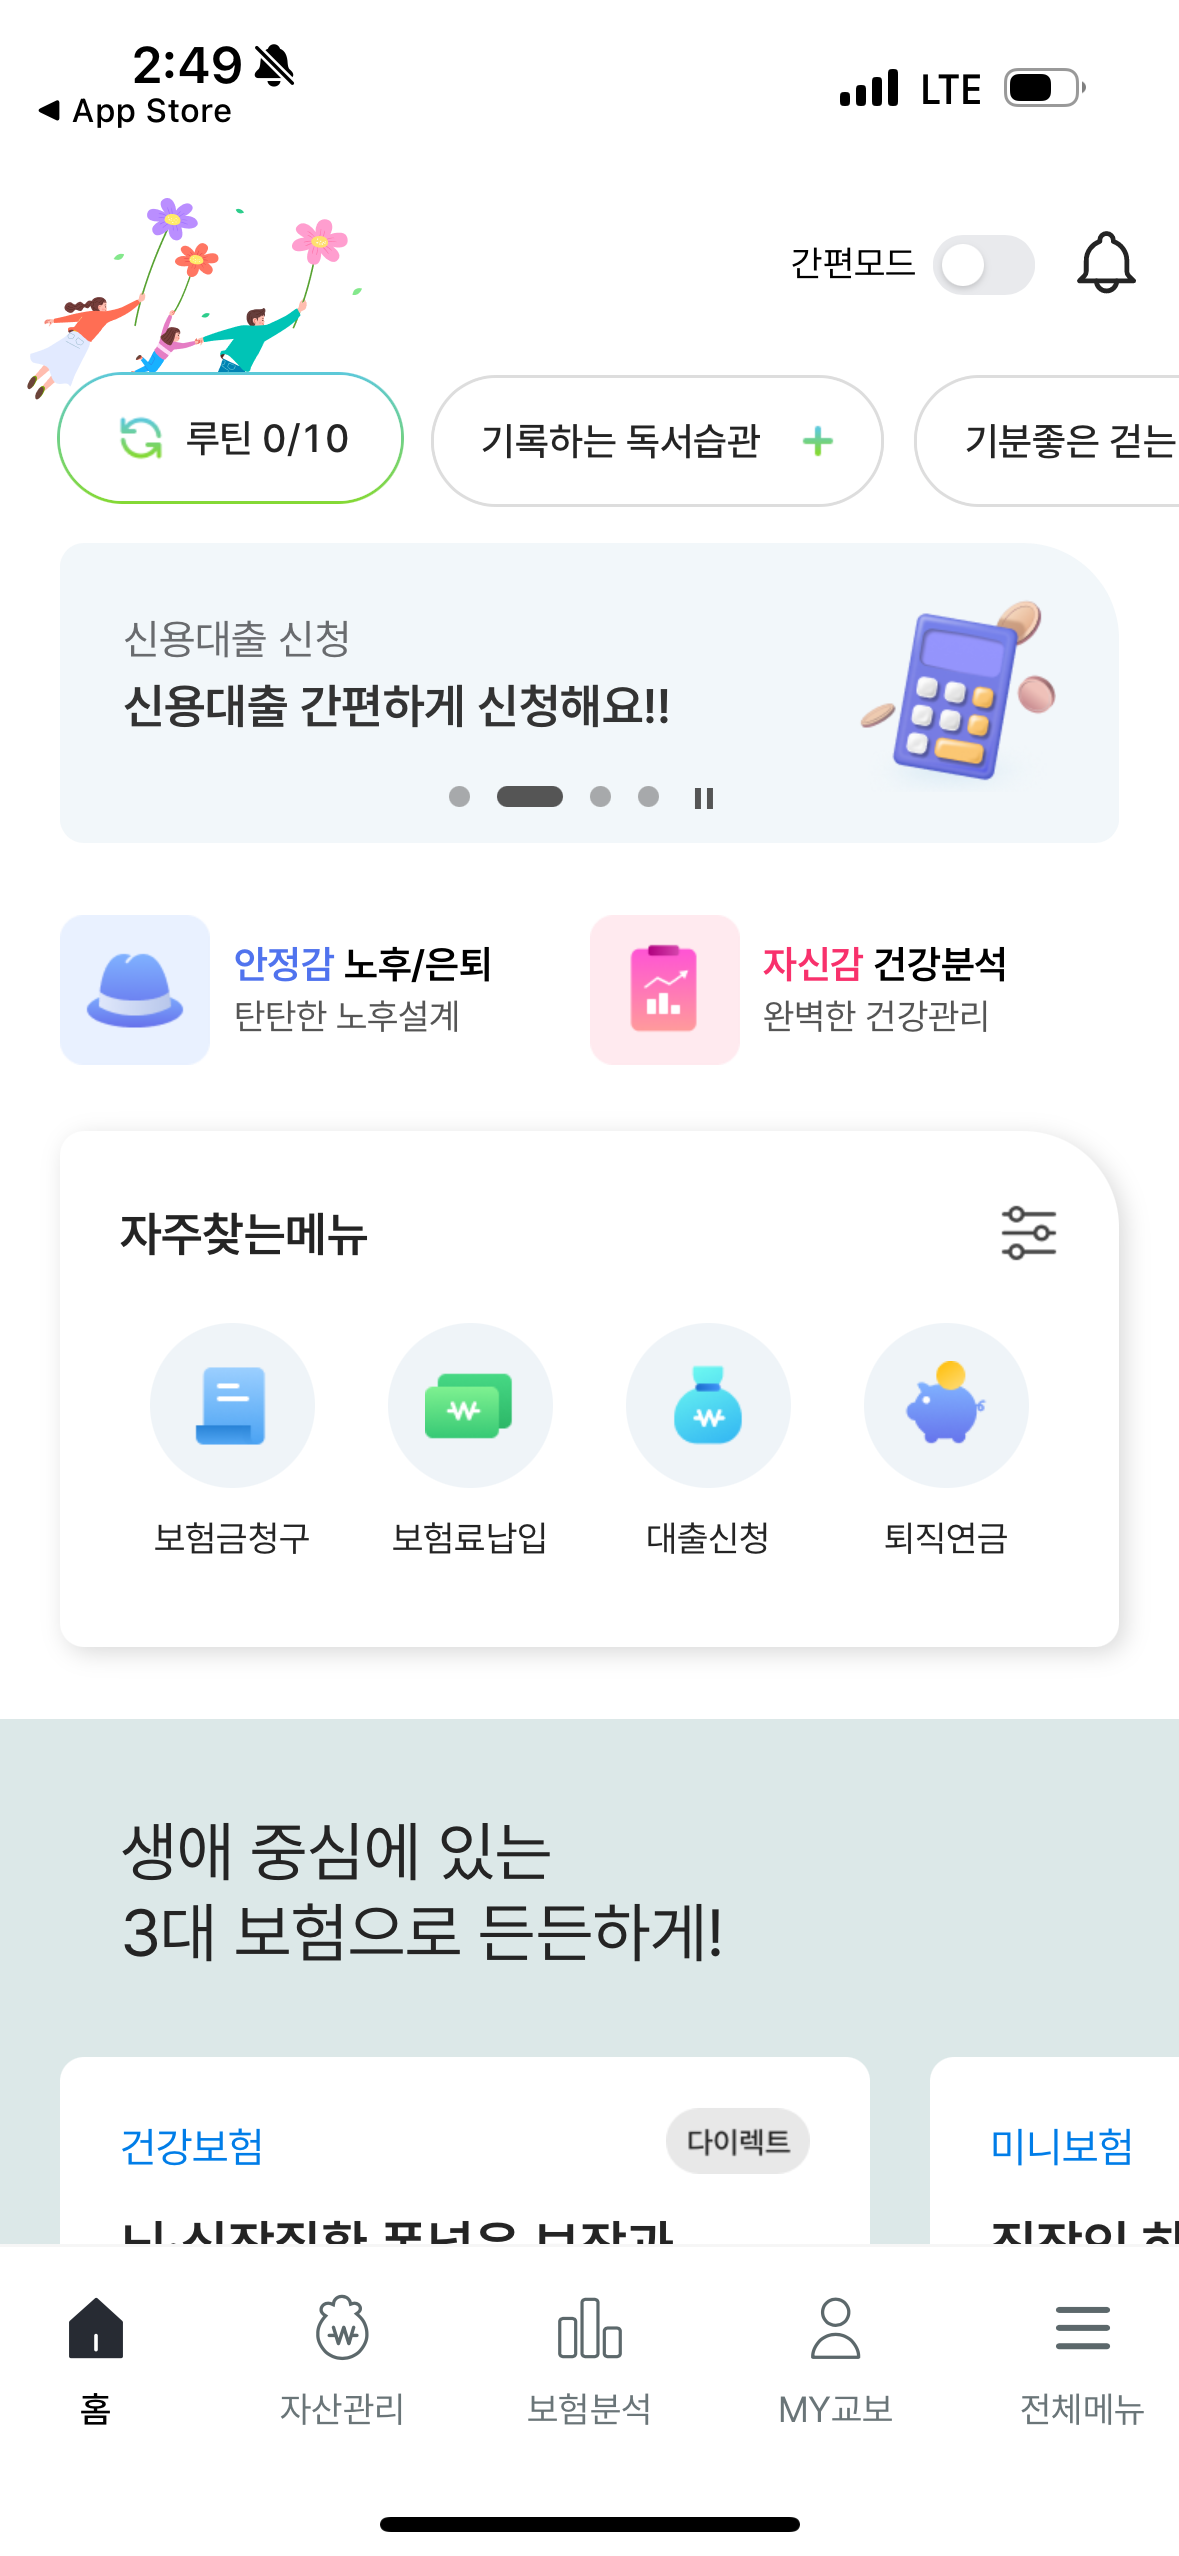 2:49
◀ App Store
LTE
간편모드
루틴 0/10
기록하는 독서습관
기분좋은 걷는
신용대출 신청
신용대출 간편하게 신청해요!!
안정감 노후/은퇴
탄탄한 노후설계
자신감 건강분석
완벽한 건강관리
자주찾는메뉴
보험금청구
보험료납입
대출신청
퇴직연금
생애 중심에 있는
3대 보험으로 든든하게!
건강보험
다이렉트
미니보험
홈
자산관리
보험분석
MY교보
전체메뉴